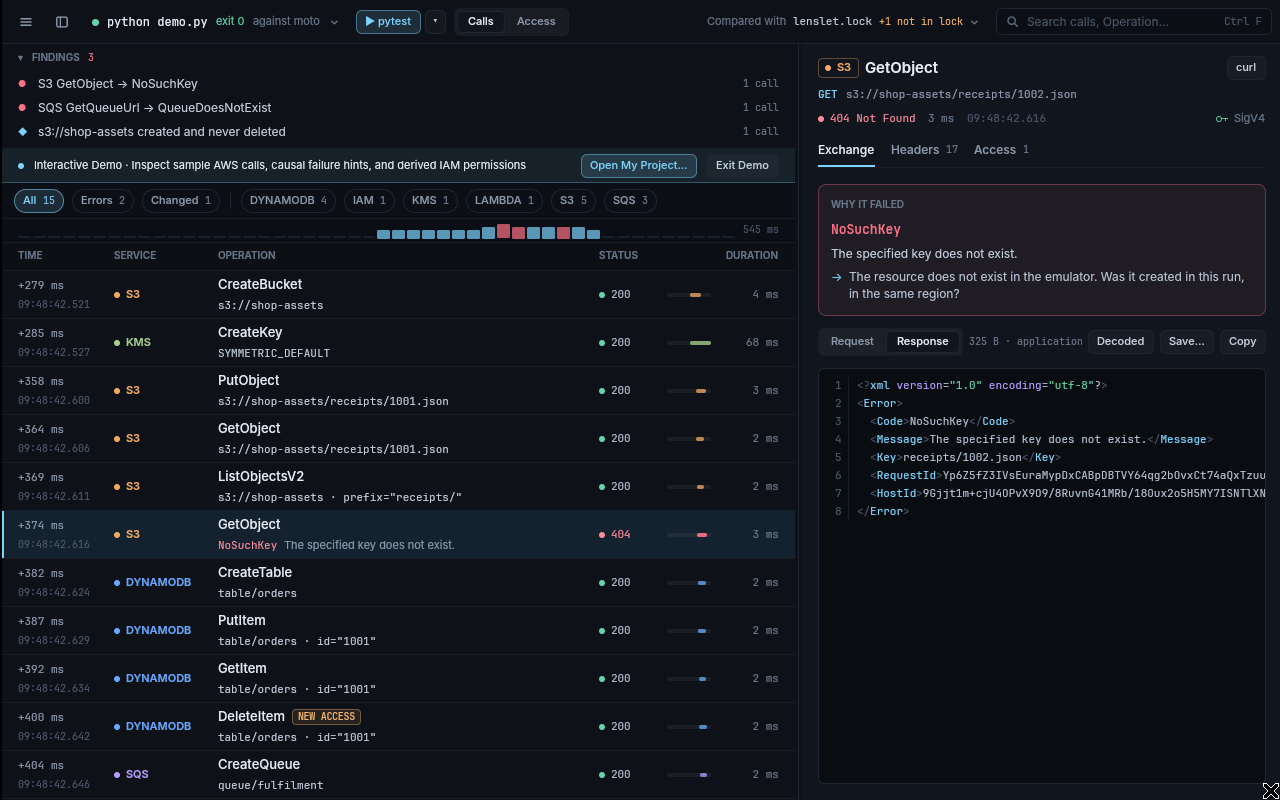 python demo.py exit 0 against moto
pytest
Calls Access
Compared with lenslet.lock +1 not in lock
Search calls, Operation... Ctrl F
FINDINGS 3
S3 GetObject → NoSuchKey 1 call
SQS GetQueueUrl → QueueDoesNotExist 1 call
s3://shop-assets created and never deleted 1 call
Interactive Demo · Inspect sample AWS calls, causal failure hints, and derived IAM permissions Open My Project... Exit Demo
All 15 Errors 2 Changed 1 DYNAMODB 4 IAM 1 KMS 1 LAMBDA 1 S3 5 SQS 3
545 ms
TIME SERVICE OPERATION STATUS DURATION
+279 ms S3 CreateBucket 200 4 ms
09:48:42.521 s3://shop-assets
+285 ms KMS CreateKey 200 68 ms
09:48:42.527 SYMMETRIC_DEFAULT
+358 ms S3 PutObject 200 3 ms
09:48:42.600 s3://shop-assets/receipts/1001.json
+364 ms S3 GetObject 200 2 ms
09:48:42.606 s3://shop-assets/receipts/1001.json
+369 ms S3 ListObjectsV2 200 2 ms
09:48:42.611 s3://shop-assets · prefix="receipts/"
+374 ms S3 GetObject 404 3 ms
09:48:42.616 NoSuchKey The specified key does not exist.
+382 ms DYNAMODB CreateTable 200 2 ms
09:48:42.624 table/orders
+387 ms DYNAMODB PutItem 200 2 ms
09:48:42.629 table/orders · id="1001"
+392 ms DYNAMODB GetItem 200 2 ms
09:48:42.634 table/orders · id="1001"
+400 ms DYNAMODB DeleteItem NEW ACCESS 200 2 ms
09:48:42.642 table/orders · id="1001"
+404 ms SQS CreateQueue 200 2 ms
09:48:42.646 queue/fulfilment
S3 GetObject curl
GET s3://shop-assets/receipts/1002.json
404 Not Found 3 ms 09:48:42.616 SigV4
Exchange Headers 17 Access 1
WHY IT FAILED
NoSuchKey
The specified key does not exist.
→ The resource does not exist in the emulator. Was it created in this run,
in the same region?
Request Response 325 B · application Decoded Save... Copy
1 <?xml version="1.0" encoding="utf-8"?>
2 <Error>
3 <Code>NoSuchKey</Code>
4 <Message>The specified key does not exist.</Message>
5 <Key>receipts/1002.json</Key>
6 <RequestId>Yp6Z5fZ3IVsEuraMypDxCABpDBTVY64qg2bOvxCt74aQxTzuu
7 <HostId>9Gjjt1m+cjU4OPvX9O9/8RuvnG41MRb/18Oux2o5H5MY7ISNTlXN
8 </Error>